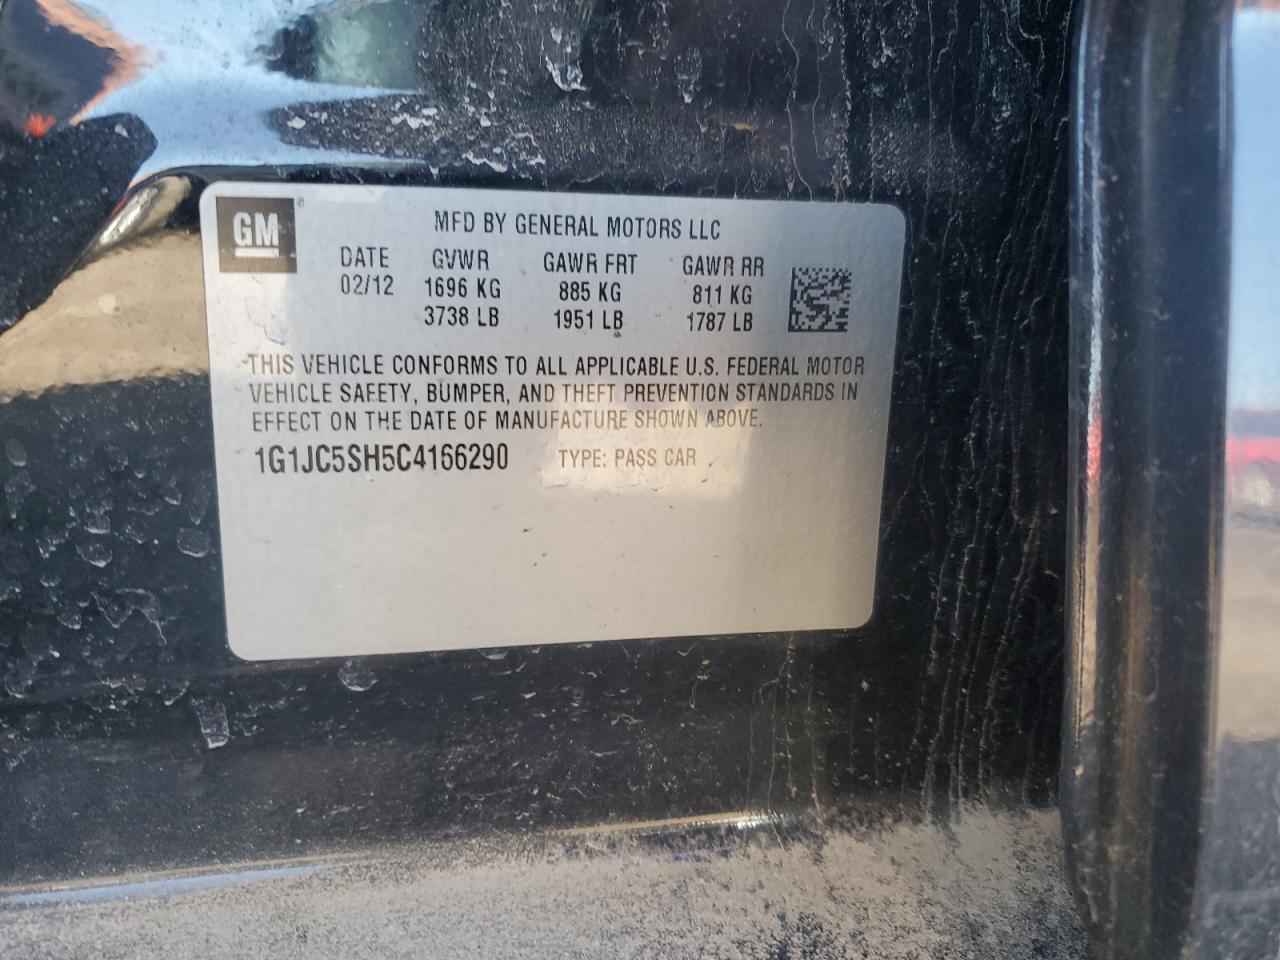 GM®
MFD BY GENERAL MOTORS LLC
DATE GVWR GAWR FRT GAWR RR
02/12 1696 KG 885 KG 811 KG
3738 LB 1951 LB 1787 LB
THIS VEHICLE CONFORMS TO ALL APPLICABLE U.S. FEDERAL MOTOR
VEHICLE SAFETY, BUMPER, AND THEFT PREVENTION STANDARDS IN
EFFECT ON THE DATE OF MANUFACTURE SHOWN ABOVE.
1G1JC5SH5C4166290 TYPE: PASS CAR